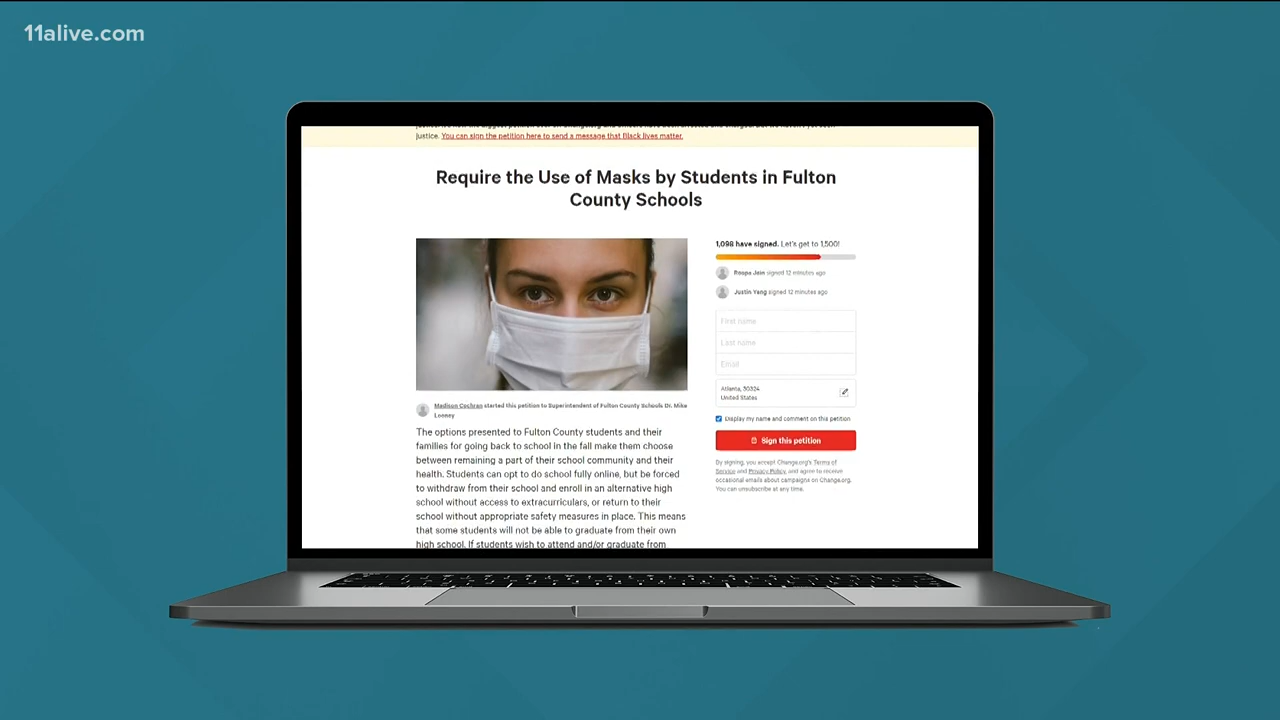 11alive.com
justice. You can sign the petition here to send a message that Black lives matter.
Require the Use of Masks by Students in Fulton
County Schools
1,098 have signed. Let's get to 1,500!
Roopa Jain signed 12 minutes ago
Justin Yang signed 12 minutes ago
First name
Last name
Email
Atlanta, 30324
United States
Display my name and comment on this petition
Sign this petition
By signing, you accept Change.org's Terms of
Service and Privacy Policy, and agree to receive
occasional emails about campaigns on Change.org.
You can unsubscribe at any time.
Madison Cochran started this petition to Superintendent of Fulton County Schools Dr. Mike
Looney
The options presented to Fulton County students and their
families for going back to school in the fall make them choose
between remaining a part of their school community and their
health. Students can opt to do school fully online, but be forced
to withdraw from their school and enroll in an alternative high
school without access to extracurriculars, or return to their
school without appropriate safety measures in place. This means
that some students will not be able to graduate from their own
high school. If students wish to attend and/or graduate from